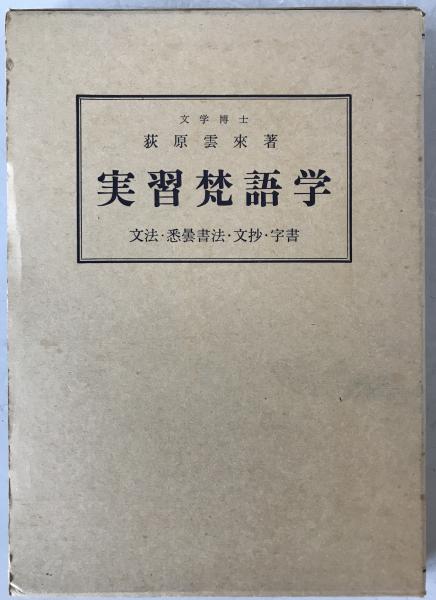 文学博士
荻原雲來著
実習梵語学
文法・悉曇書法・文抄・字書